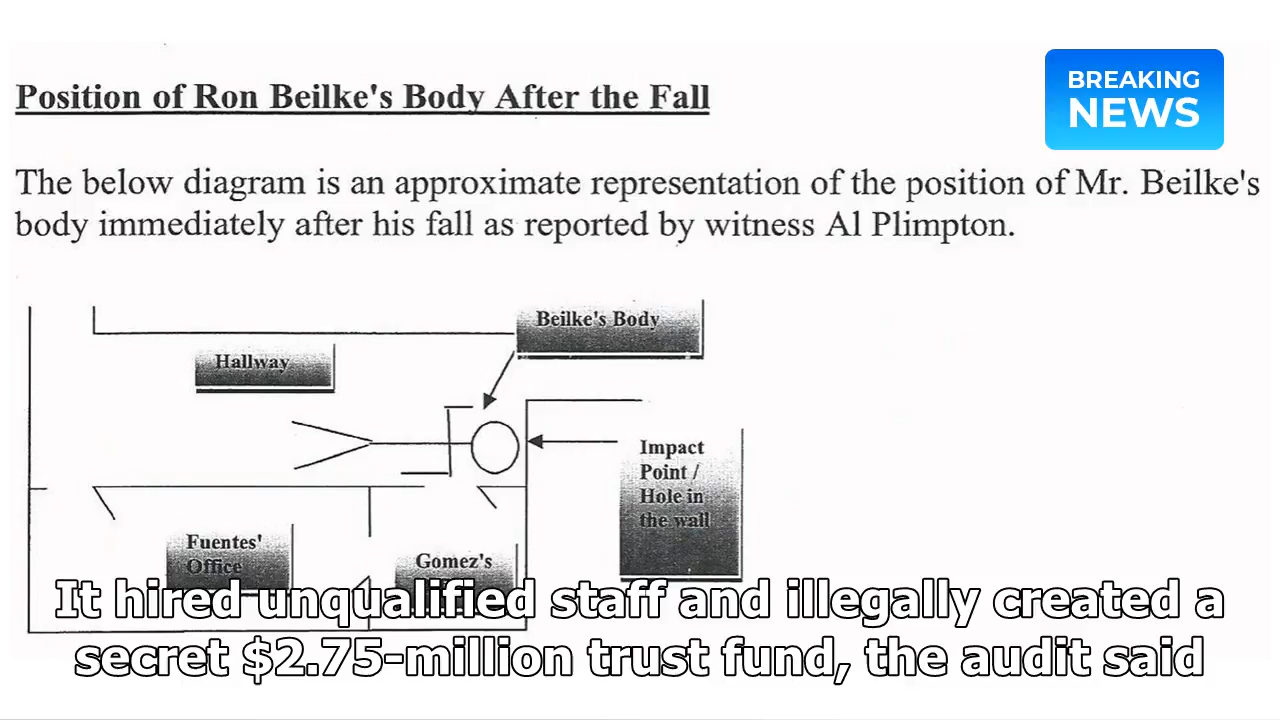 BREAKING
NEWS
Position of Ron Beilke's Body After the Fall
The below diagram is an approximate representation of the position of Mr. Beilke's
body immediately after his fall as reported by witness Al Plimpton.
Beilke's Body
Hallway
Impact
Point /
Hole in
the wall
Fuentes'
Office
Gomez's
It hired unqualified staff and illegally created a
secret $2.75-million trust fund, the audit said